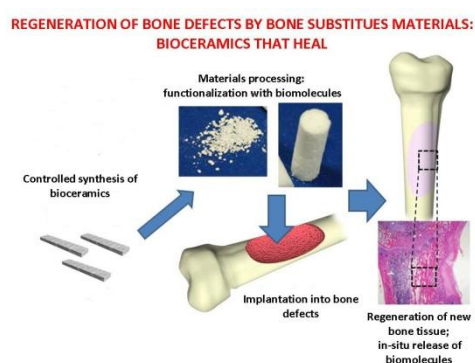 REGENERATION OF BONE DEFECTS BY BONE SUBSTITUES MATERIALS:
BIOCERAMICS THAT HEAL
Materials processing:
functionalization with biomolecules
Controlled synthesis of
bioceramics
Implantation into bone
defects
Regeneration of new
bone tissue;
in-situ release of
biomolecules